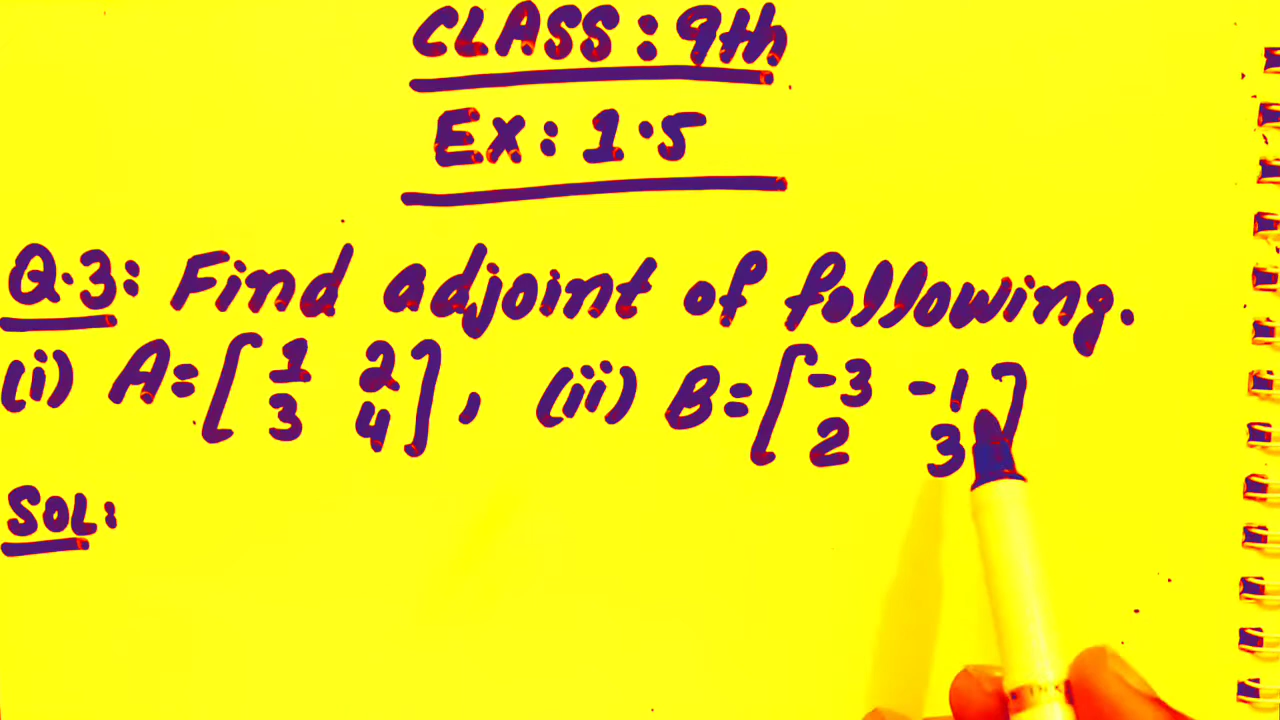 CLASS: 9th
Ex: 1.5
Q.3: Find adjoint of following.
(i) A=[1 2
3 4], (ii) B=[-3 -1
2 3]
SOL: